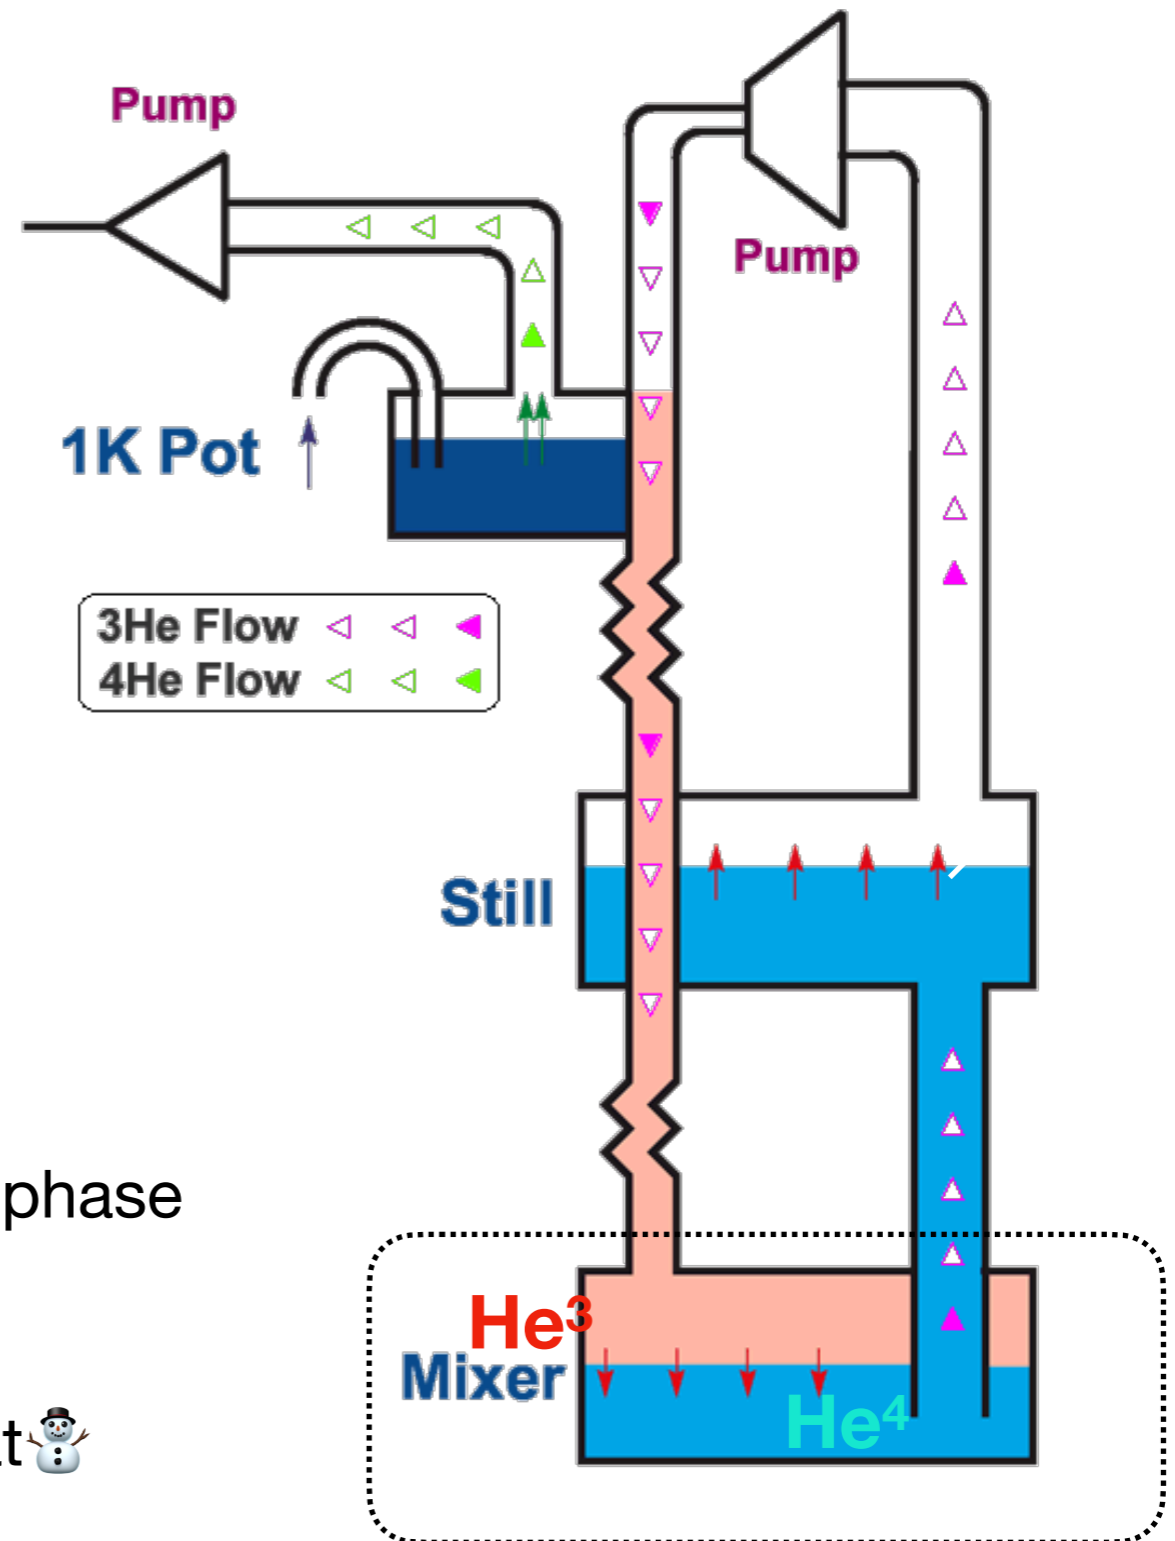 Pump
Pump
1K Pot
3He Flow
4He Flow
Still
phase
He³
Mixer
He⁴